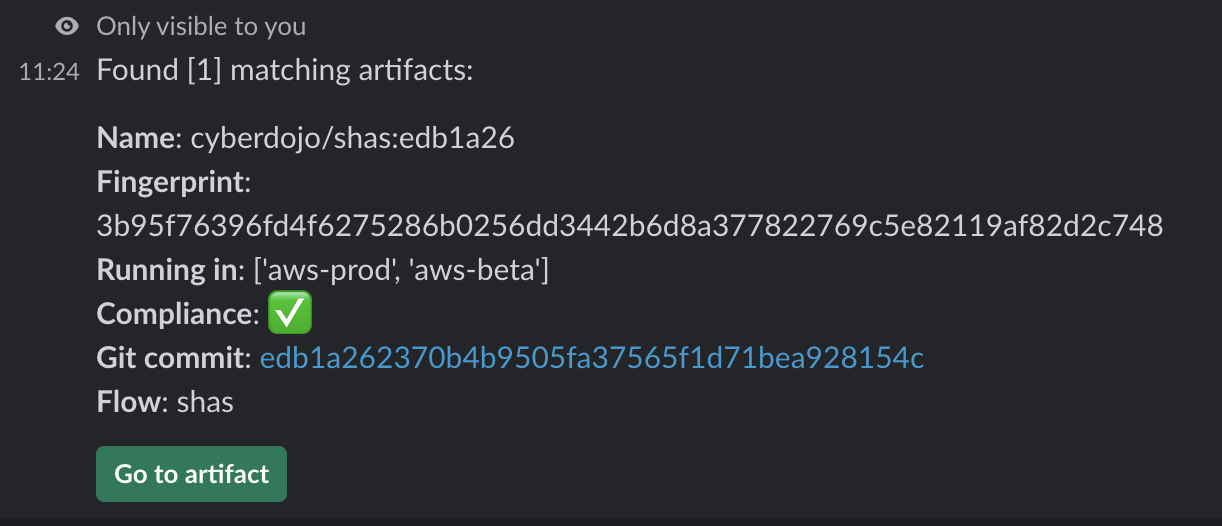 Only visible to you
11:24 Found [1] matching artifacts:
Name: cyberdojo/shas:edb1a26
Fingerprint:
3b95f76396fd4f6275286b0256dd3442b6d8a377822769c5e82119af82d2c748
Running in: ['aws-prod', 'aws-beta']
Compliance: ✅
Git commit: edb1a262370b4b9505fa37565f1d71bea928154c
Flow: shas
Go to artifact